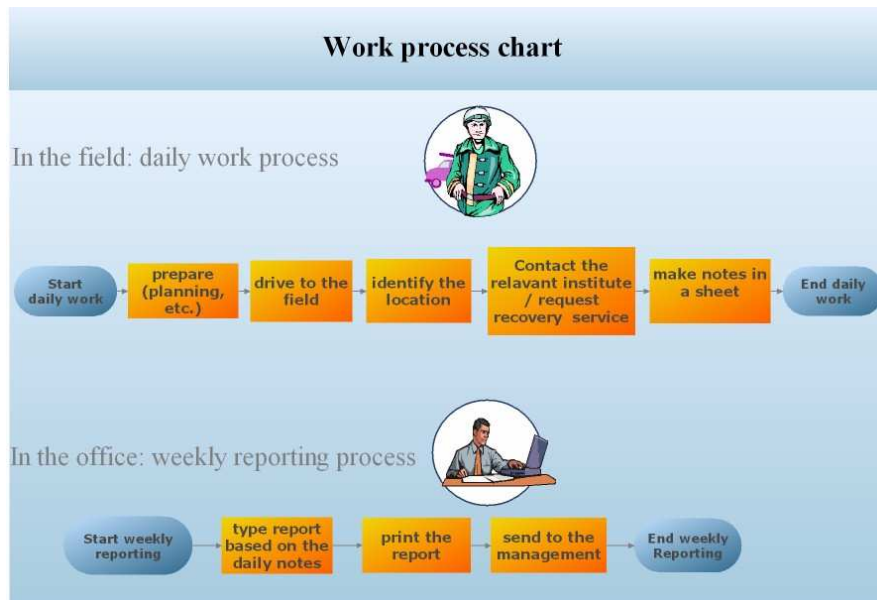 Work process chart
In the field: daily work process
Start
daily work
prepare
(planning,
etc.)
drive to the
field
identify the
location
Contact the
relavant institute
/ request
recovery  service
make notes in
a sheet
End daily
work
In the office: weekly reporting process
Start weekly
reporting
type report
based on the
daily notes
print the
report
send to the
management
End weekly
Reporting